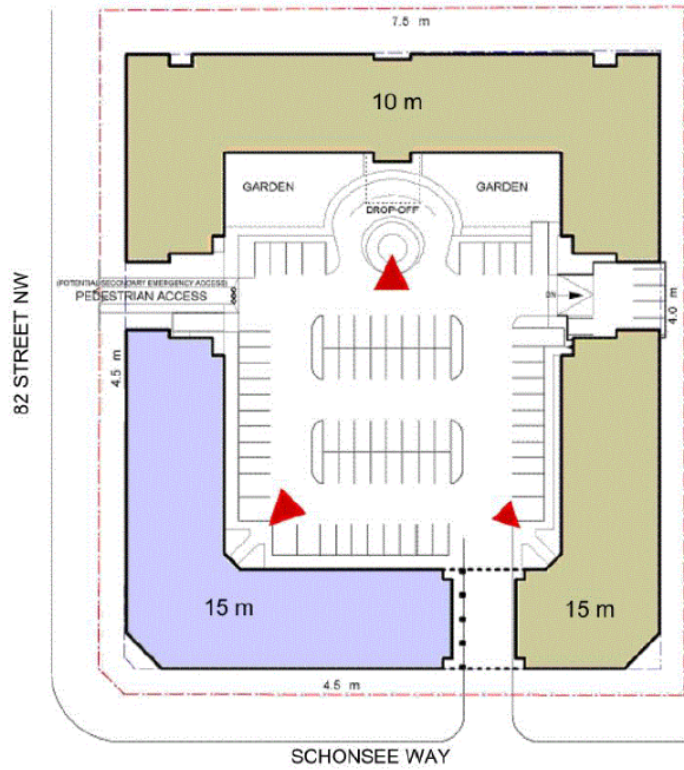 7.5 m
10 m
GARDEN
GARDEN
DROP-OFF
(POTENTIAL SECONDARY EMERGENCY ACCESS)
PEDESTRIAN ACCESS
DN
4.0 m
82 STREET NW
4.5 m
15 m
15 m
4.5 m
SCHONSEE WAY